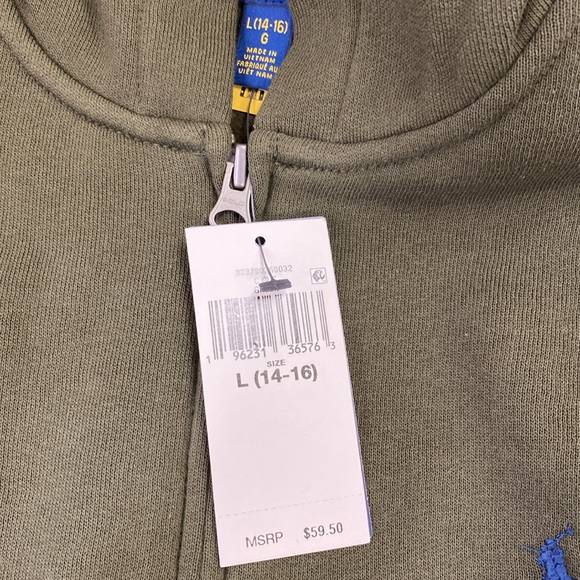 L (14-16)
G
MADE IN
VIETNAM
FABRIQUÉ AU
VIÊT NAM
POLO
1 96231 36576 3
SIZE
L (14-16)
MSRP $59.50